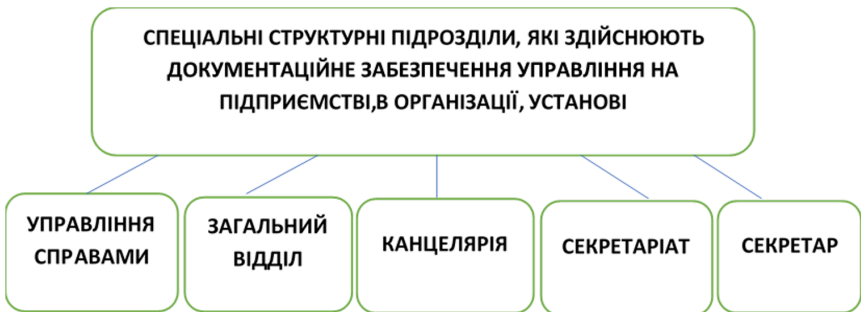 СПЕЦІАЛЬНІ СТРУКТУРНІ ПІДРОЗДІЛИ, ЯКІ ЗДІЙСНЮЮТЬ
ДОКУМЕНТАЦІЙНЕ ЗАБЕЗПЕЧЕННЯ УПРАВЛІННЯ НА
ПІДПРИЄМСТВІ,В ОРГАНІЗАЦІЇ, УСТАНОВІ
УПРАВЛІННЯ
СПРАВАМИ
ЗАГАЛЬНИЙ
ВІДДІЛ
КАНЦЕЛЯРІЯ
СЕКРЕТАРІАТ
СЕКРЕТАР